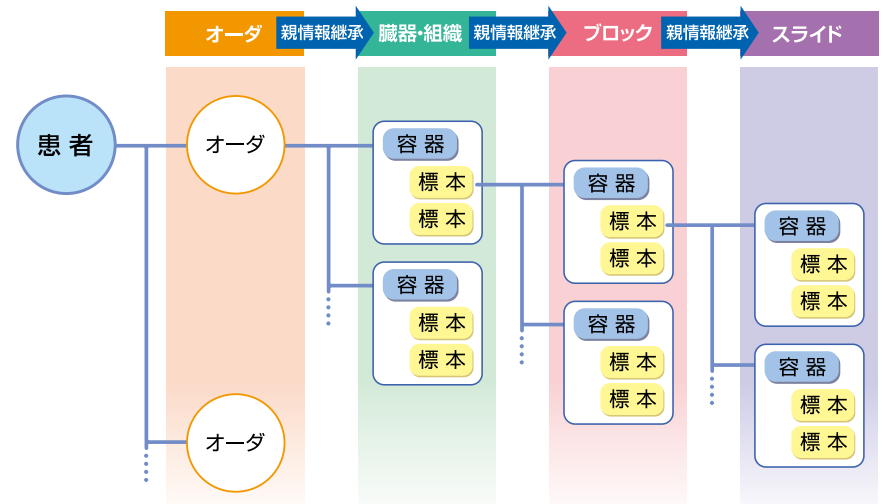 オーダ
親情報継承
臓器・組織
親情報継承
ブロック
親情報継承
スライド
患者
オーダ
容器
標本
標本
容器
標本
標本
容器
標本
標本
容器
標本
標本
容器
標本
標本
容器
標本
標本
オーダ